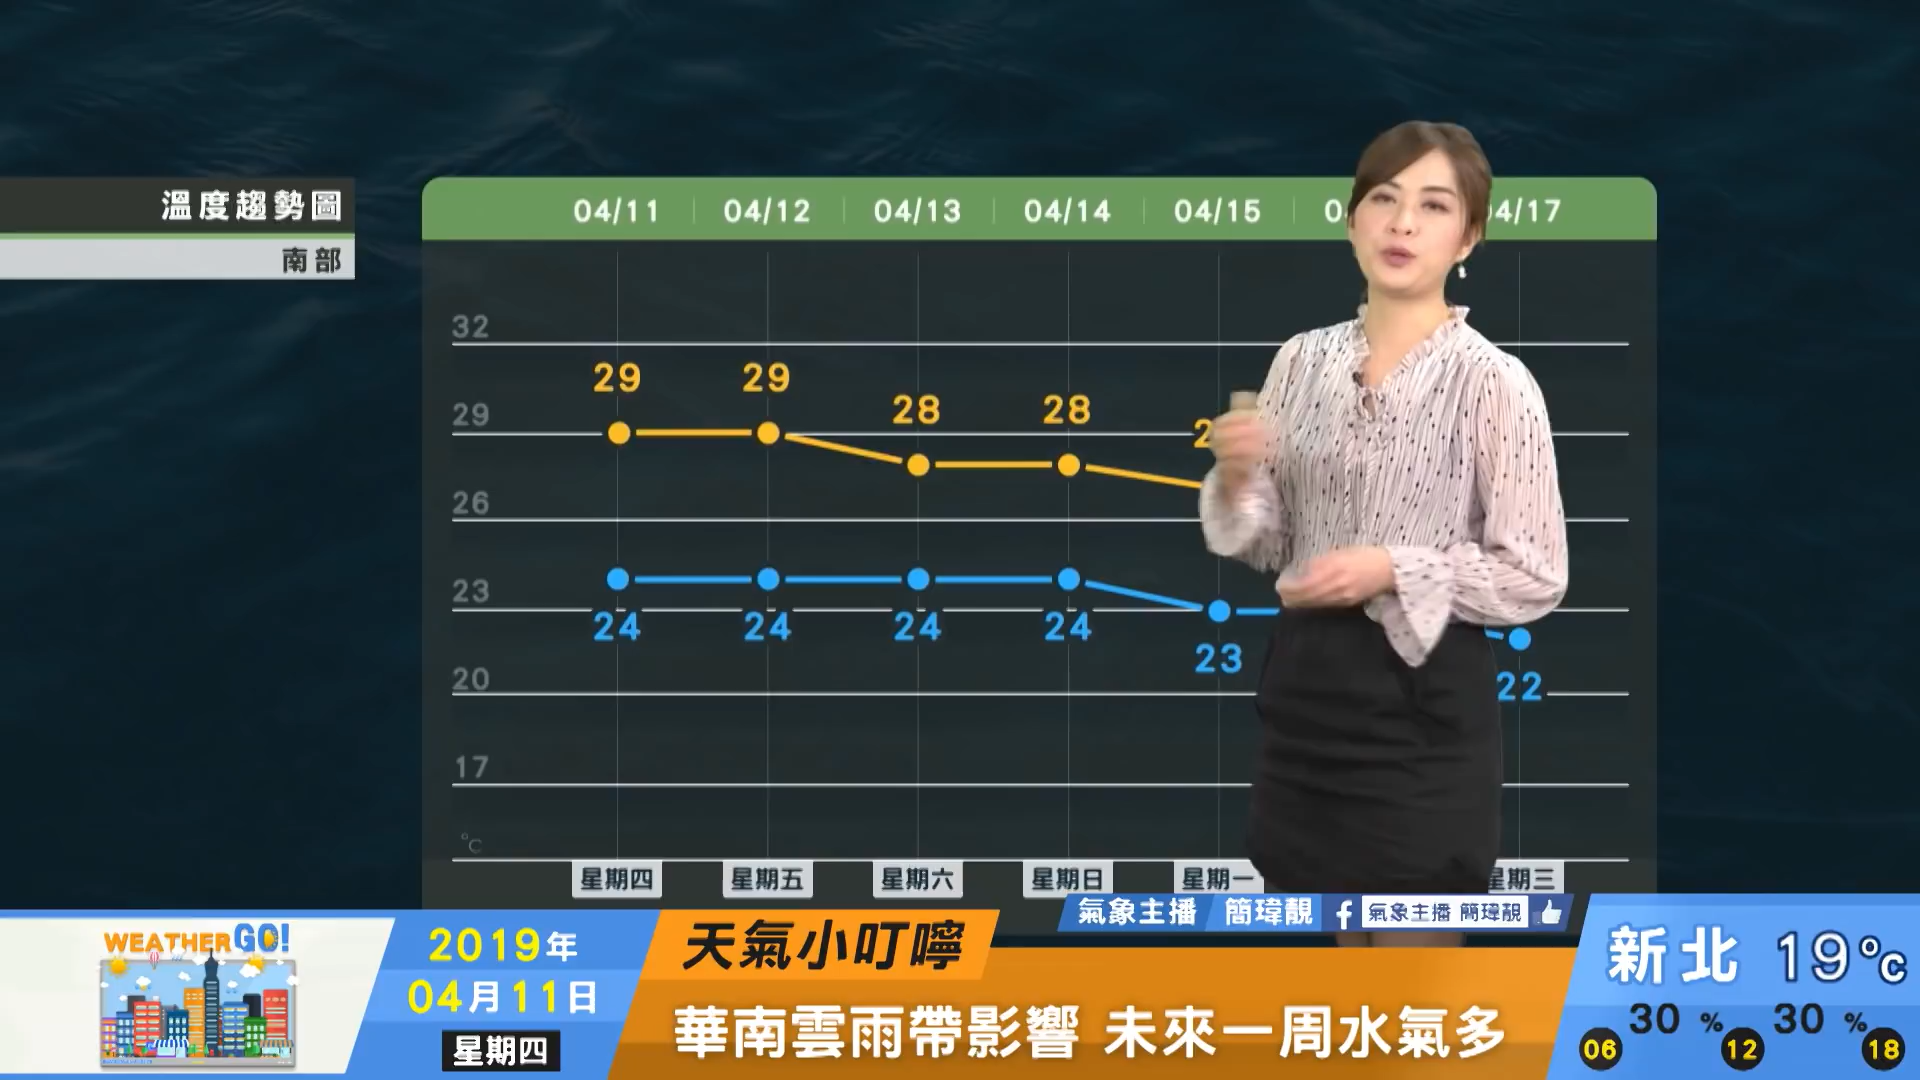 溫度趨勢圖
南部
04/11 04/12 04/13 04/14 04/15 4/17
32
29 29
28 28
29
26
24 24 24 24
23
23
22
20
17
°C
星期四 星期五 星期六 星期日 星期一 星期三
氣象主播 簡瑋靚 f 氣象主播 簡瑋靚
WEATHER GO!
2019年
04月11日
星期四
天氣小叮嚀
華南雲雨帶影響 未來一周水氣多
新北 19°C
30 % 30 %
06 12 18